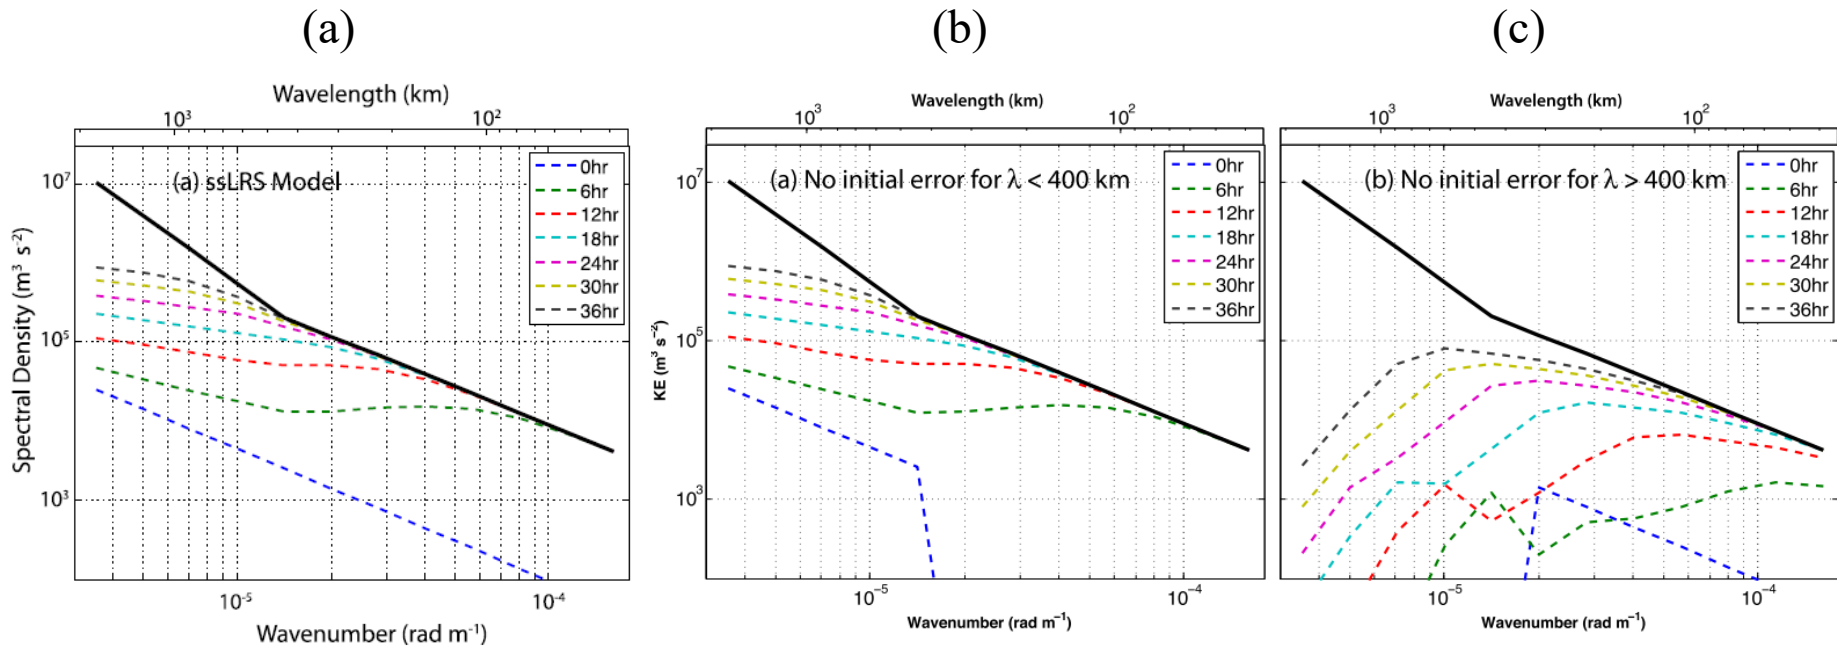 (a)
(b)
(c)
Wavelength (km)
10³
10²
10⁷
10⁵
10³
Spectral Density (m³ s⁻²)
(a) ssLRS Model
0hr
6hr
12hr
18hr
24hr
30hr
36hr
10⁻⁵
10⁻⁴
Wavenumber (rad m⁻¹)
Wavelength (km)
10³
10²
10⁷
10⁵
10³
KE (m³ s⁻²)
(a) No initial error for λ < 400 km
0hr
6hr
12hr
18hr
24hr
30hr
36hr
10⁻⁵
10⁻⁴
Wavenumber (rad m⁻¹)
Wavelength (km)
10³
10²
10⁷
10⁵
10³
(b) No initial error for λ > 400 km
0hr
6hr
12hr
18hr
24hr
30hr
36hr
10⁻⁵
10⁻⁴
Wavenumber (rad m⁻¹)